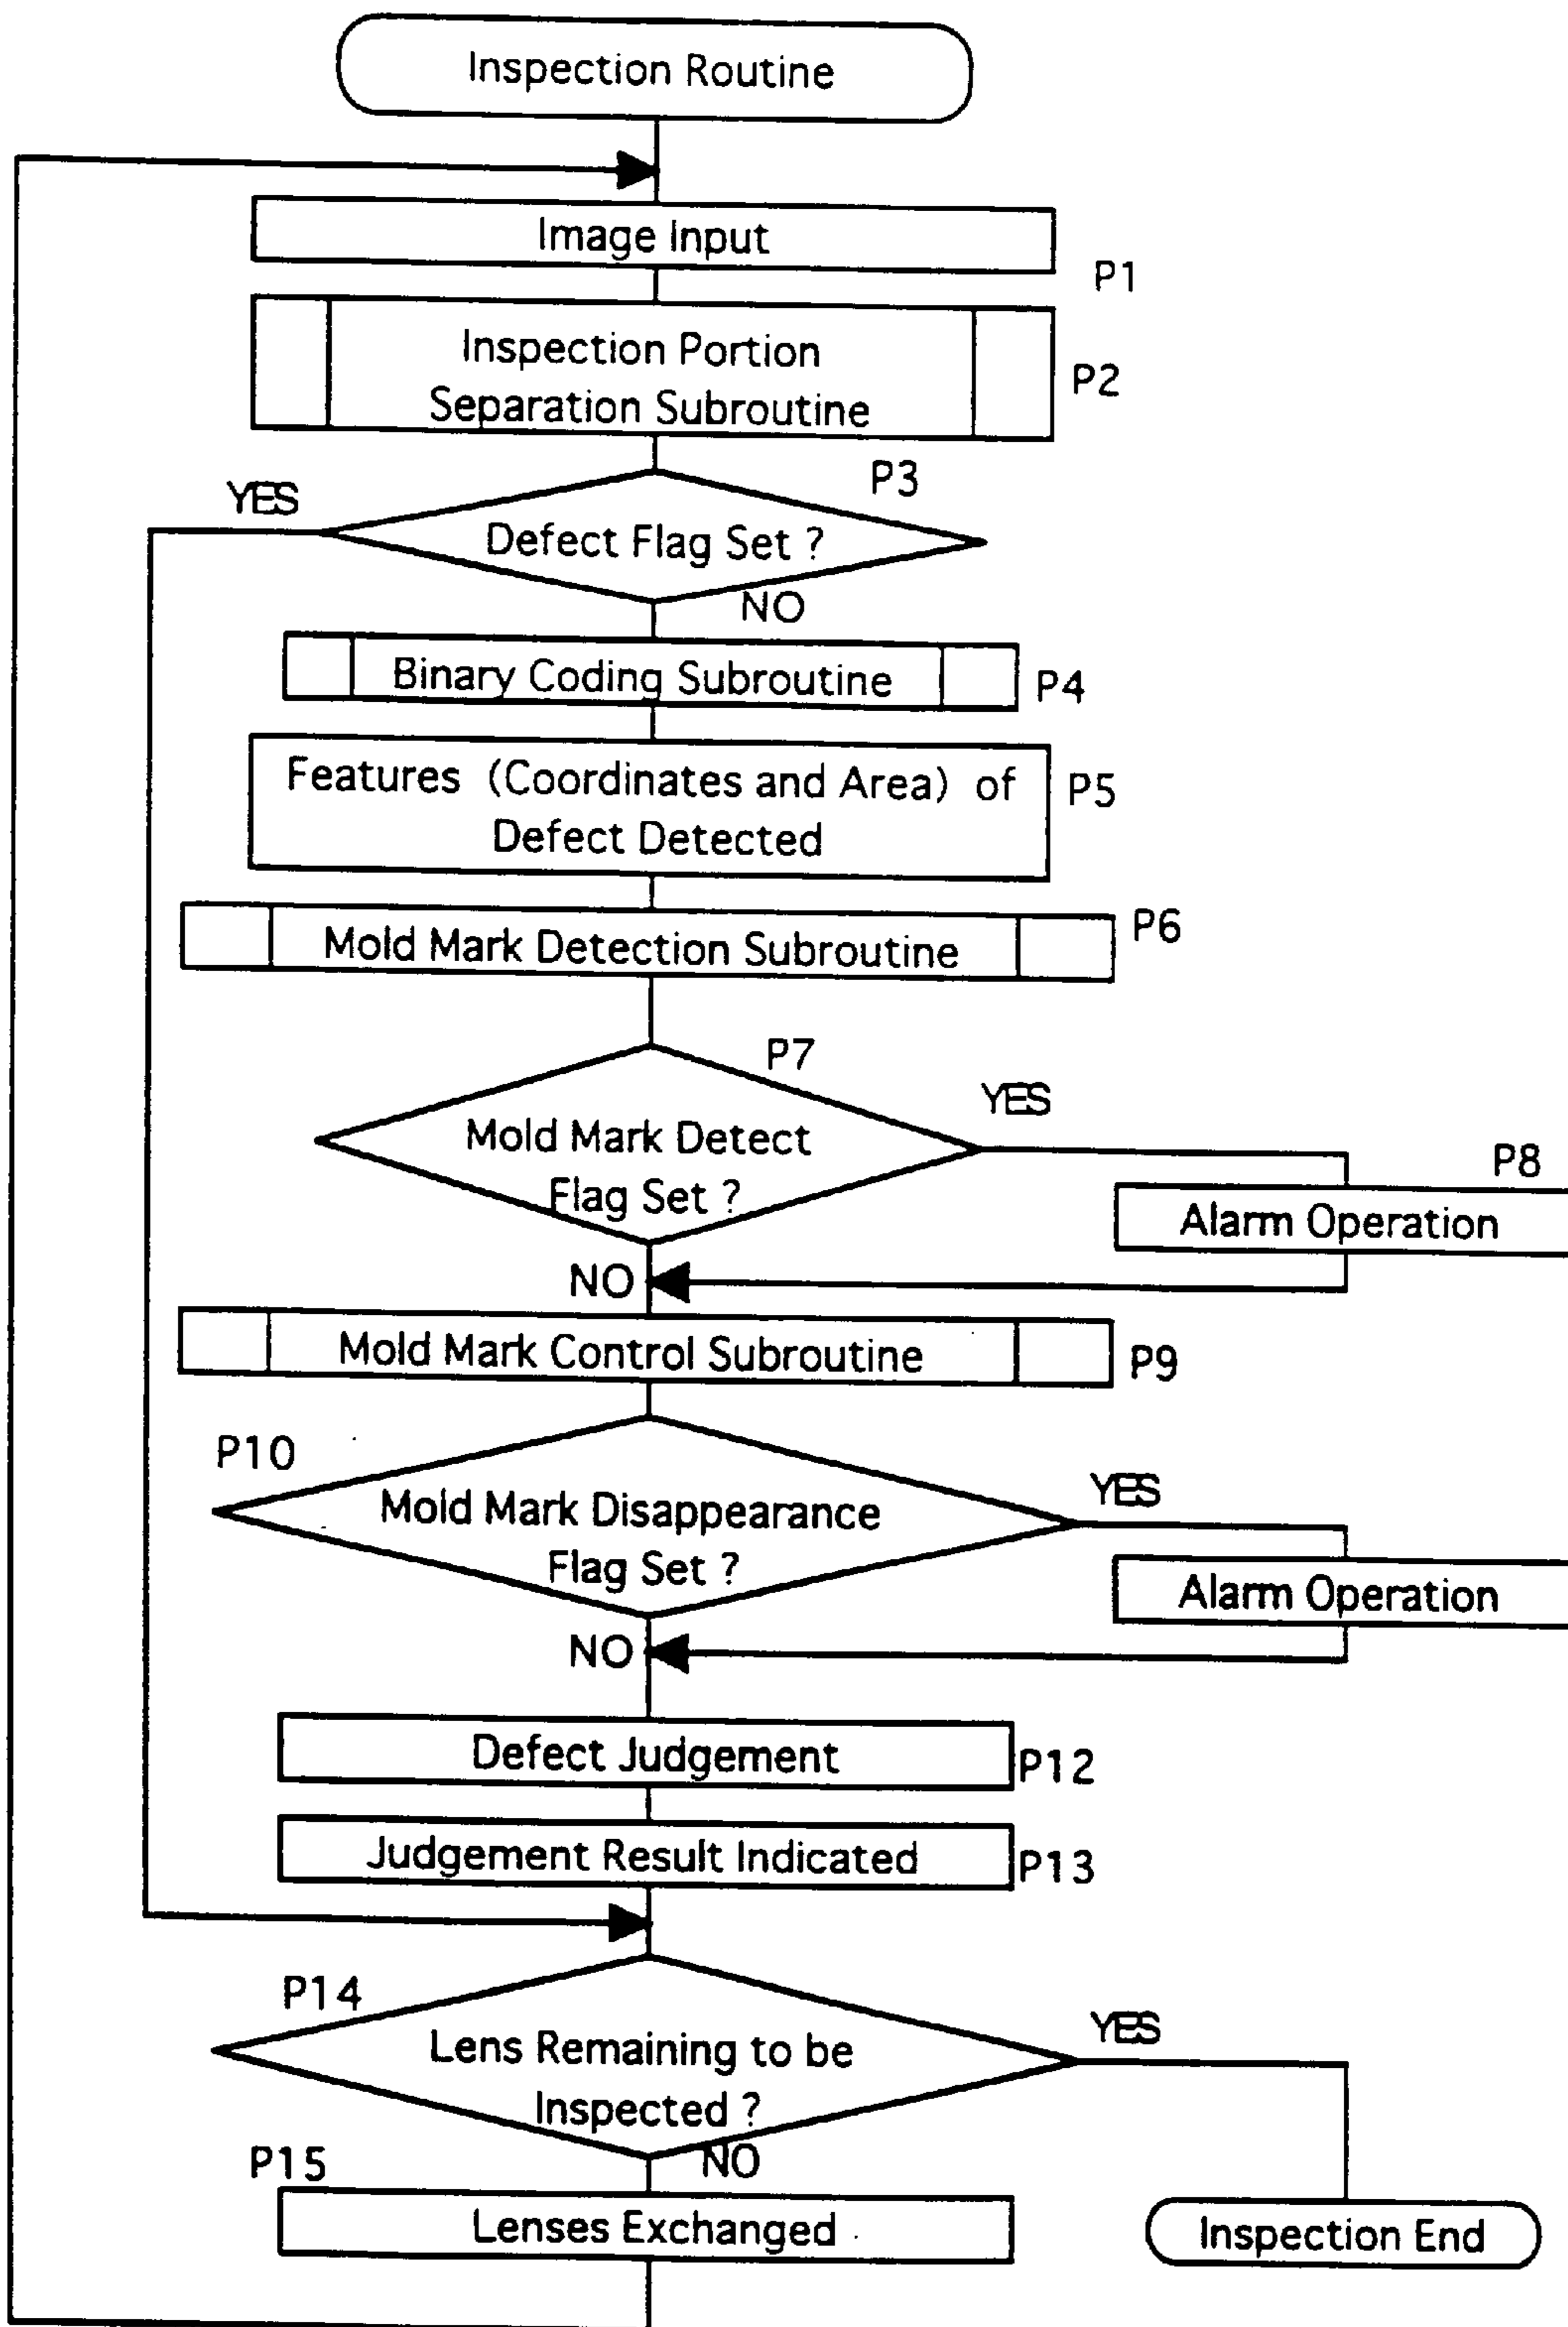 Inspection Routine
Image Input
P1
Inspection Portion
Separation Subroutine
P2
P3
YES
Defect Flag Set ?
NO
Binary Coding Subroutine
P4
Features (Coordinates and Area) of
Defect Detected
P5
Mold Mark Detection Subroutine
P6
P7
YES
Mold Mark Detect
Flag Set ?
P8
Alarm Operation
NO
Mold Mark Control Subroutine
P9
P10
YES
Mold Mark Disappearance
Flag Set ?
Alarm Operation
NO
Defect Judgement
P12
Judgement Result Indicated
P13
P14
YES
Lens Remaining to be
Inspected ?
NO
P15
Lenses Exchanged
Inspection End